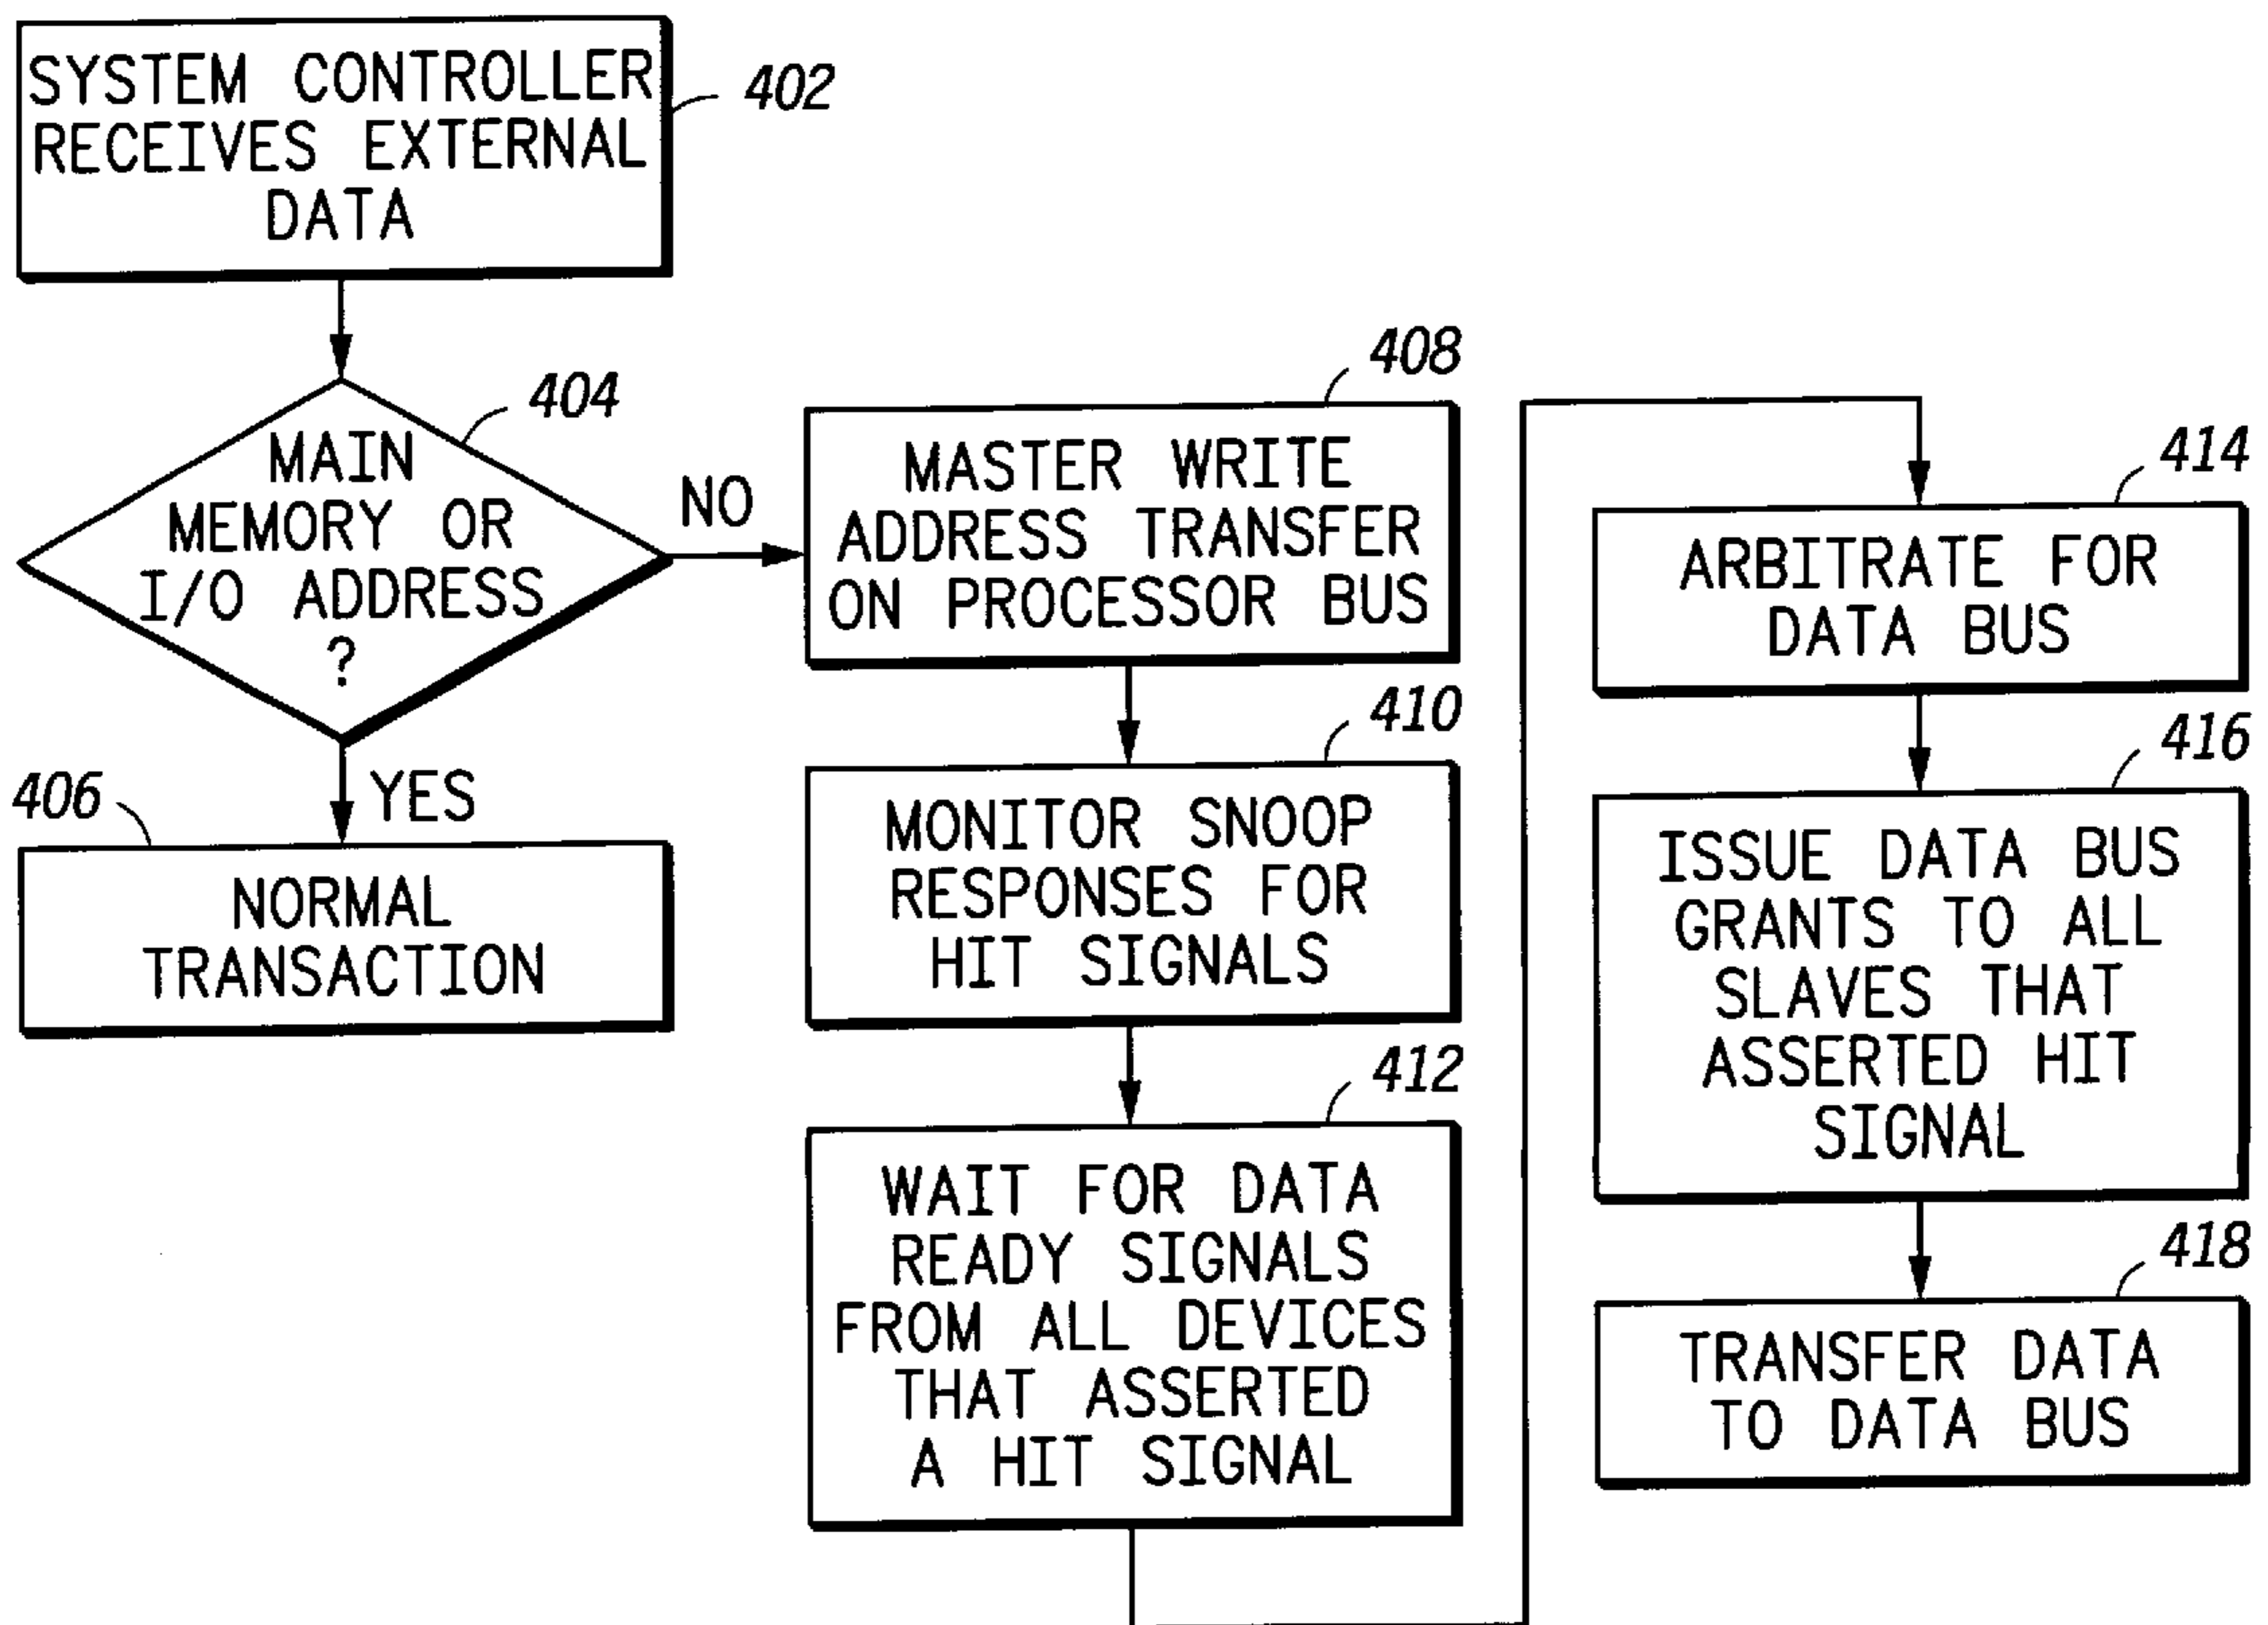 SYSTEM CONTROLLER
RECEIVES EXTERNAL
DATA
402
404
MAIN
MEMORY OR
I/O ADDRESS
?
NO
YES
406
NORMAL
TRANSACTION
408
MASTER WRITE
ADDRESS TRANSFER
ON PROCESSOR BUS
410
MONITOR SNOOP
RESPONSES FOR
HIT SIGNALS
412
WAIT FOR DATA
READY SIGNALS
FROM ALL DEVICES
THAT ASSERTED
A HIT SIGNAL
414
ARBITRATE FOR
DATA BUS
416
ISSUE DATA BUS
GRANTS TO ALL
SLAVES THAT
ASSERTED HIT
SIGNAL
418
TRANSFER DATA
TO DATA BUS